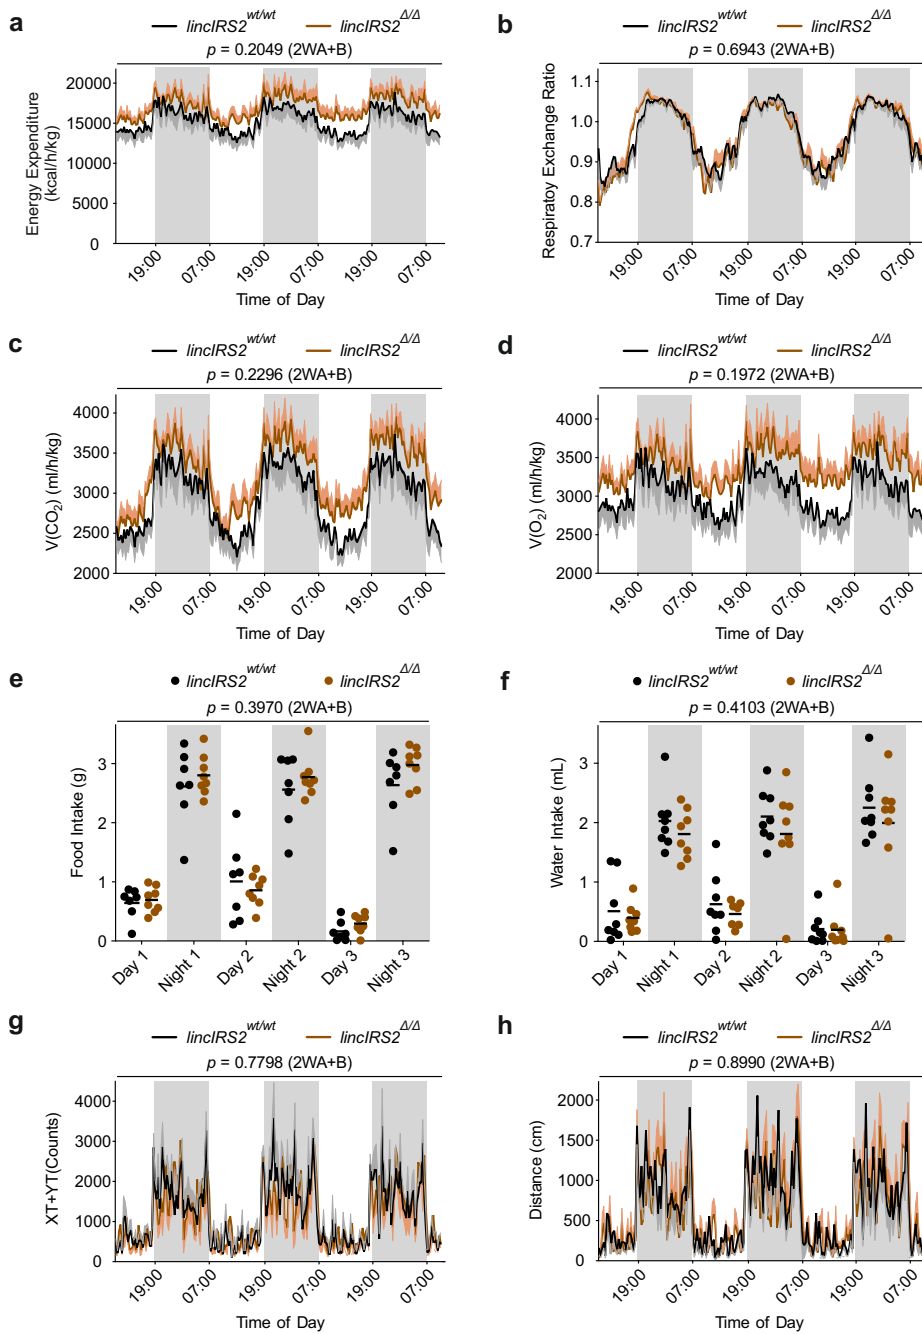 a
lincIRS2wt/wt lincIRS2Δ/Δ
p = 0.2049 (2WA+B)
Energy Expenditure
(kcal/h/kg)
20000
15000
10000
5000
0
19:00 07:00 19:00 07:00 19:00 07:00
Time of Day
b
lincIRS2wt/wt lincIRS2Δ/Δ
p = 0.6943 (2WA+B)
Respiratoy Exchange Ratio
1.1
1.0
0.9
0.8
0.7
19:00 07:00 19:00 07:00 19:00 07:00
Time of Day
c
lincIRS2wt/wt lincIRS2Δ/Δ
p = 0.2296 (2WA+B)
V(CO2) (ml/h/kg)
4000
3500
3000
2500
2000
19:00 07:00 19:00 07:00 19:00 07:00
Time of Day
d
lincIRS2wt/wt lincIRS2Δ/Δ
p = 0.1972 (2WA+B)
V(O2) (ml/h/kg)
4000
3500
3000
2500
2000
19:00 07:00 19:00 07:00 19:00 07:00
Time of Day
e
lincIRS2wt/wt lincIRS2Δ/Δ
p = 0.3970 (2WA+B)
Food Intake (g)
3
2
1
0
Day 1 Night 1 Day 2 Night 2 Day 3 Night 3
f
lincIRS2wt/wt lincIRS2Δ/Δ
p = 0.4103 (2WA+B)
Water Intake (mL)
3
2
1
0
Day 1 Night 1 Day 2 Night 2 Day 3 Night 3
g
lincIRS2wt/wt lincIRS2Δ/Δ
p = 0.7798 (2WA+B)
XT+YT(Counts)
4000
3000
2000
1000
0
19:00 07:00 19:00 07:00 19:00 07:00
Time of Day
h
lincIRS2wt/wt lincIRS2Δ/Δ
p = 0.8990 (2WA+B)
Distance (cm)
2000
1500
1000
500
0
19:00 07:00 19:00 07:00 19:00 07:00
Time of Day